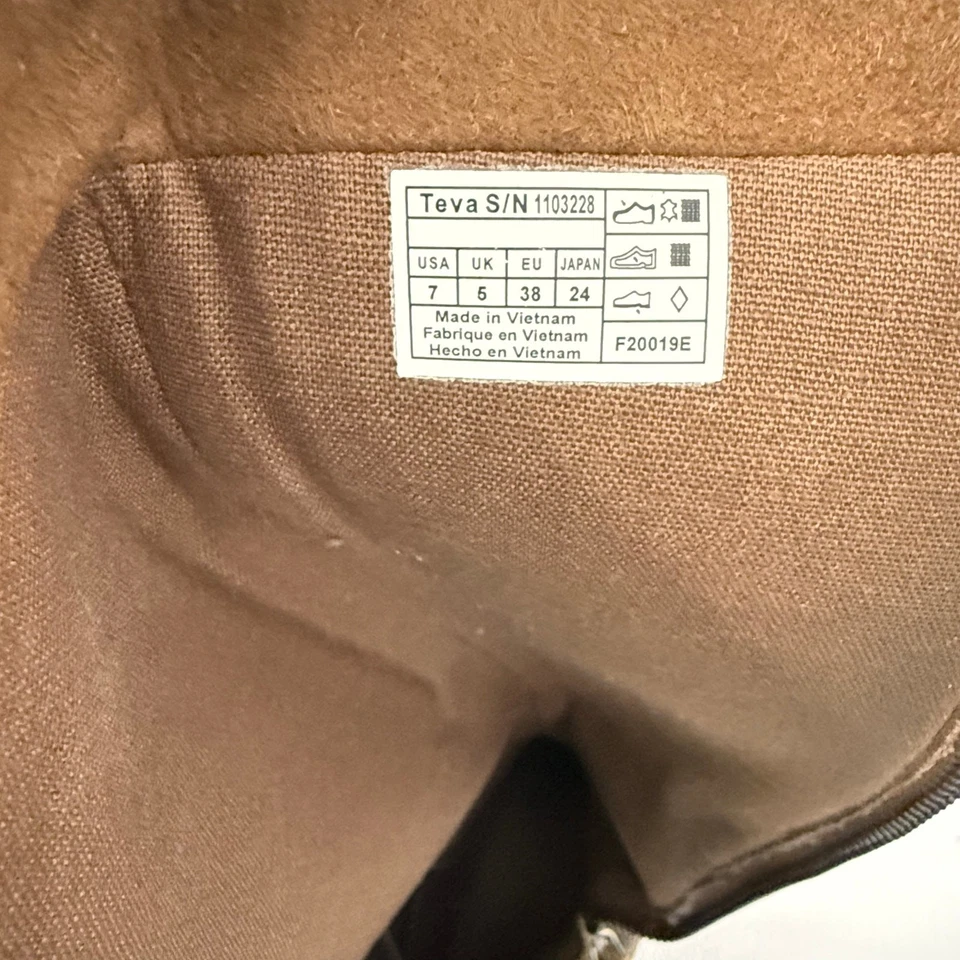 Teva S/N 1103228
USA UK EU JAPAN
7 5 38 24
Made in Vietnam
Fabrique en Vietnam
Hecho en Vietnam
F20019E